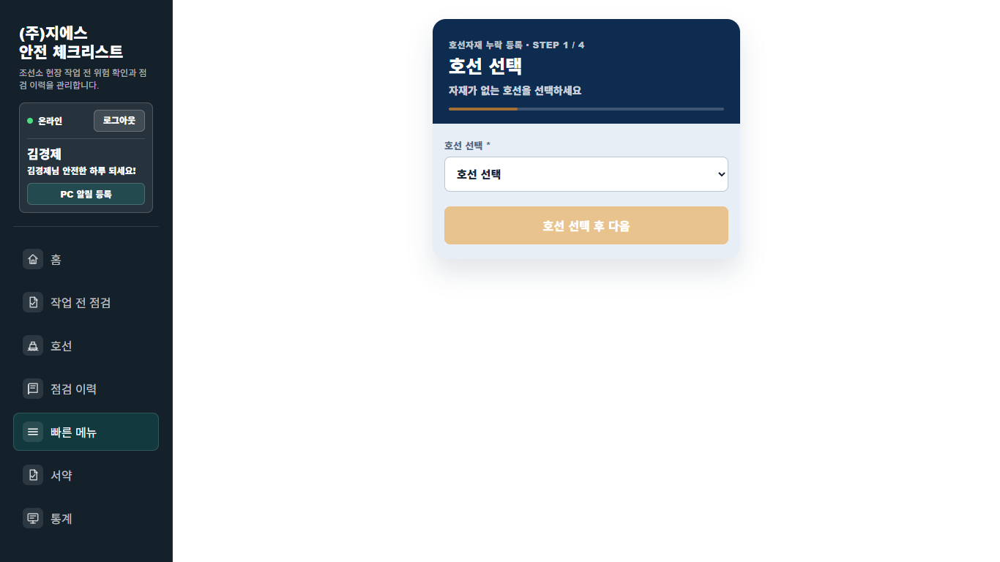 (주)지에스
안전 체크리스트
조선소 현장 작업 전 위험 확인과 점
검 이력을 관리합니다.
온라인
로그아웃
김경제
김경제님 안전한 하루 되세요!
PC 알림 등록
홈
작업 전 점검
호선
점검 이력
빠른 메뉴
서약
통계
호선자재 누락 등록 · STEP 1 / 4
호선 선택
자재가 없는 호선을 선택하세요
호선 선택 *
호선 선택
호선 선택 후 다음